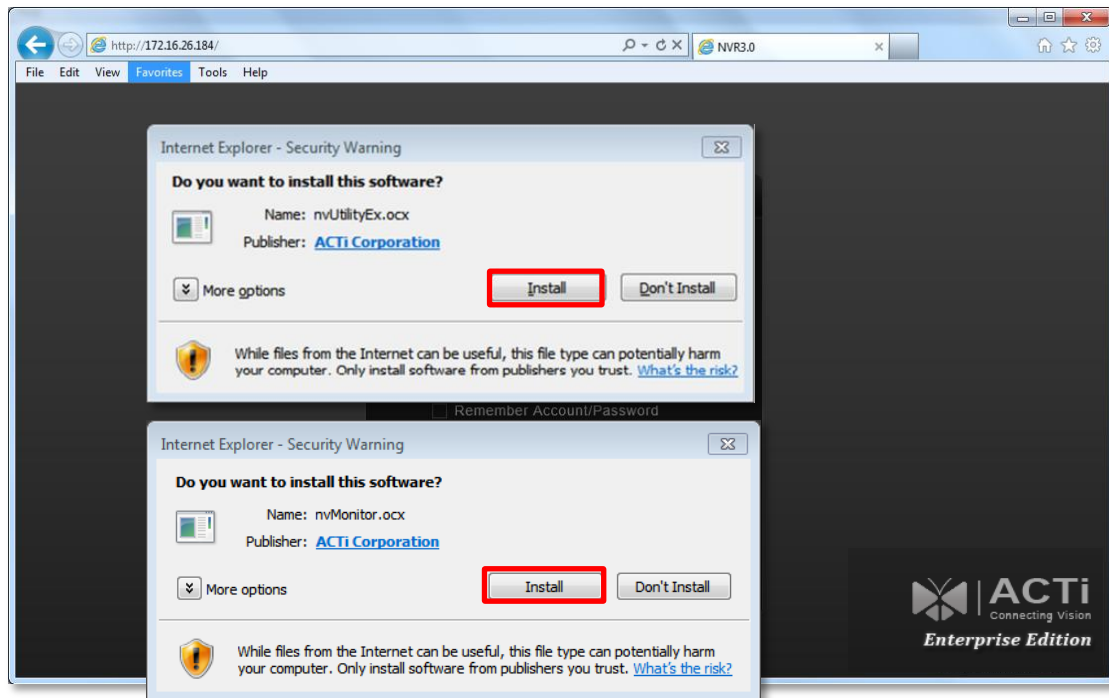 http://172.16.26.184/
NVR3.0
File Edit View Favorites Tools Help
Internet Explorer - Security Warning
Do you want to install this software?
Name: nvUtilityEx.ocx
Publisher: ACTi Corporation
More options
Install
Don't Install
While files from the Internet can be useful, this file type can potentially harm
your computer. Only install software from publishers you trust. What's the risk?
Remember Account/Password
Internet Explorer - Security Warning
Do you want to install this software?
Name: nvMonitor.ocx
Publisher: ACTi Corporation
More options
Install
Don't Install
While files from the Internet can be useful, this file type can potentially harm
your computer. Only install software from publishers you trust. What's the risk?
ACTi
Connecting Vision
Enterprise Edition